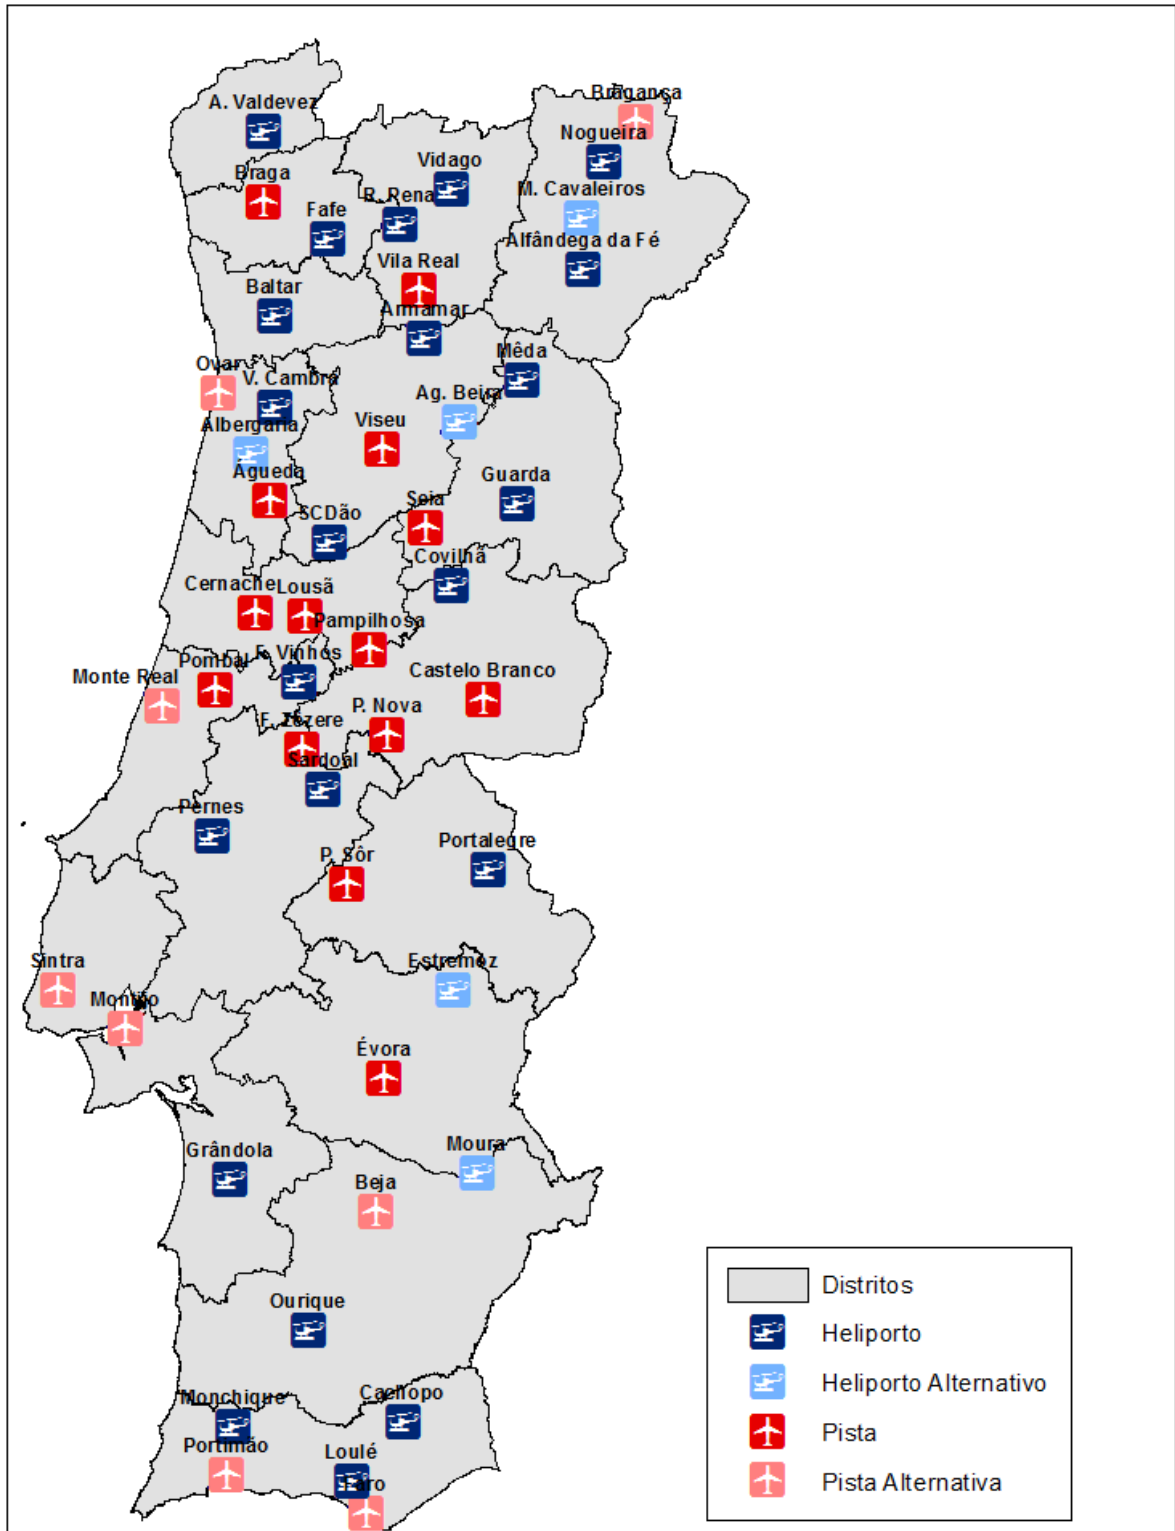 Bragança
A. Valdevez
Nogueira
Vidago
Braga
M. Cavaleiros
R. Pena
Fafe
Alfândega da Fé
Vila Real
Baltar
Armamar
Mêda
Ovar
V. Cambra
Ag. Beira
Albergaria
Viseu
Águeda
Guarda
Seia
SCDão
Covilhã
Cernache
Lousã
Pampilhosa
F. Vinhos
Pombal
Monte Real
Castelo Branco
P. Nova
F. Zêzere
Sardoal
Pernes
Portalegre
P. Sôr
Sintra
Estremoz
Montijo
Évora
Moura
Grândola
Beja
Ourique
Monchique
Cachopo
Portimão
Loulé
Faro
Distritos
Heliporto
Heliporto Alternativo
Pista
Pista Alternativa